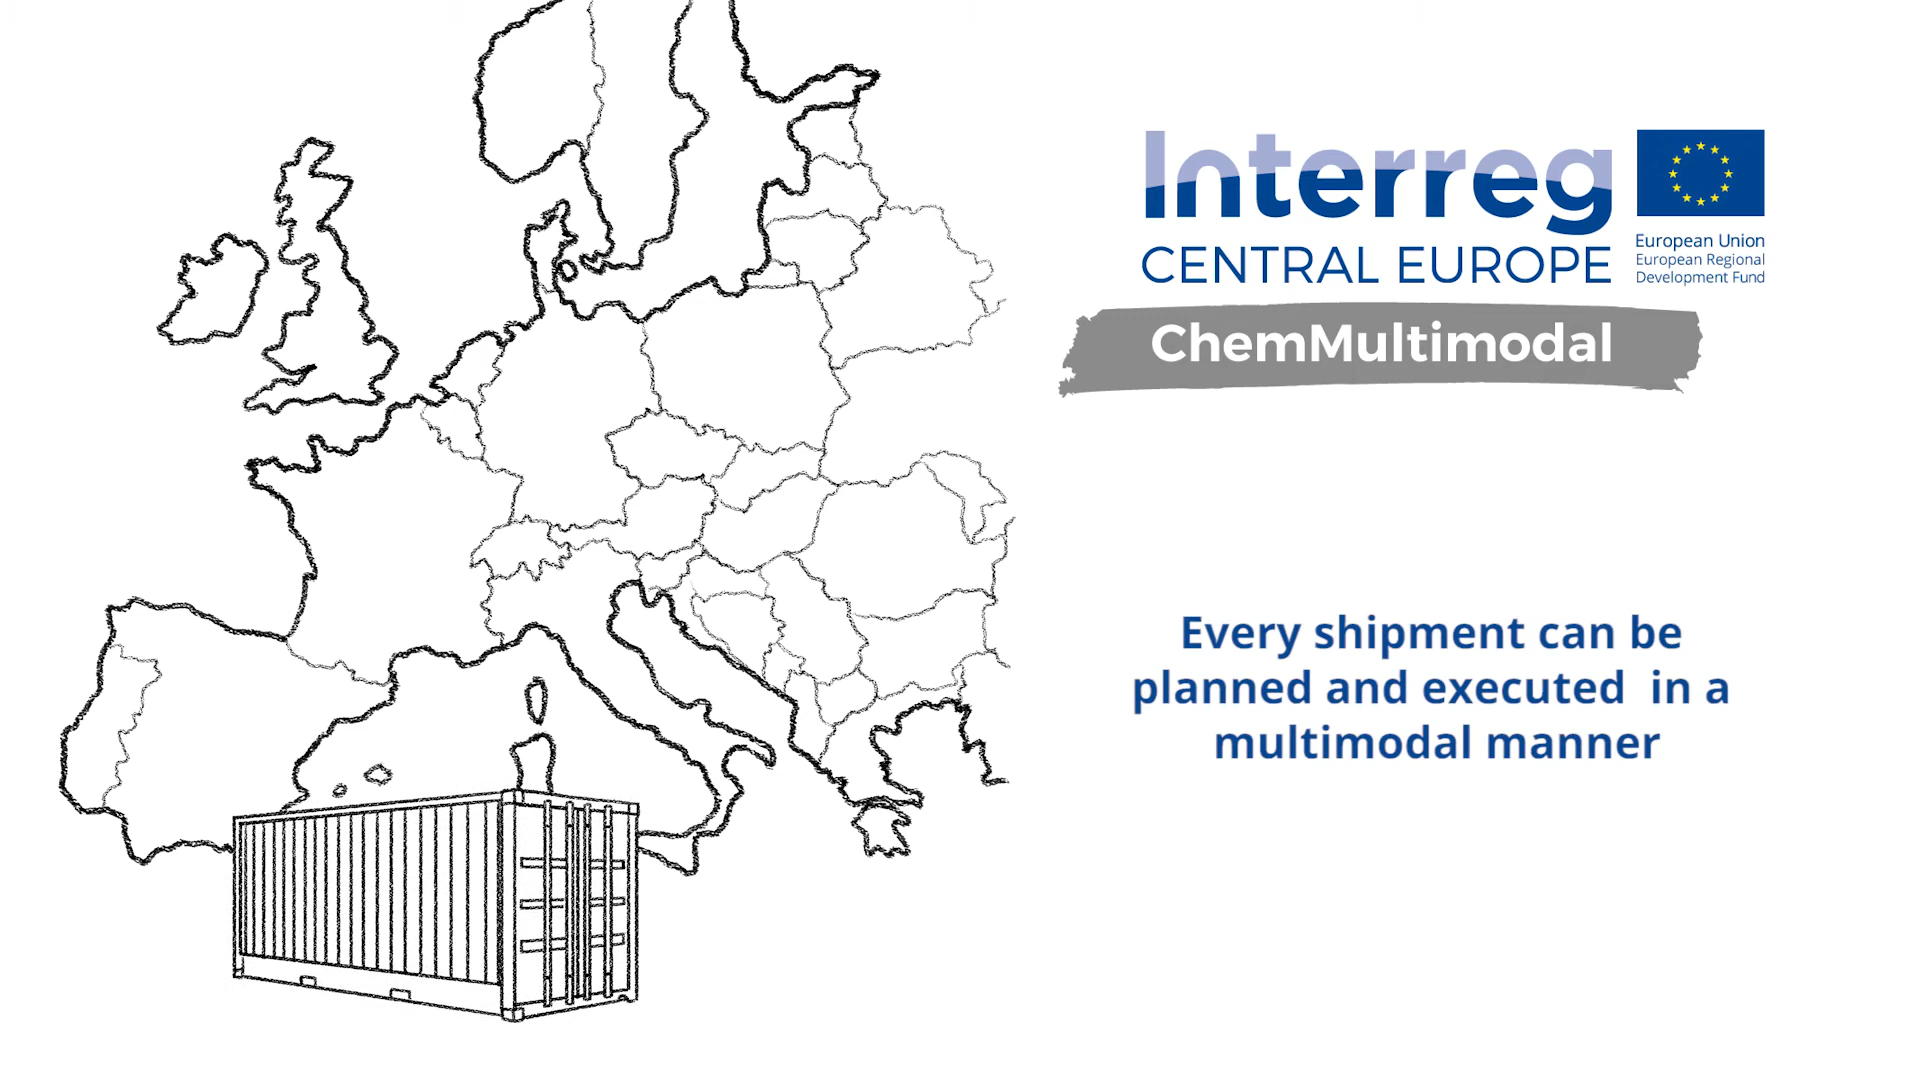 Interreg
CENTRAL EUROPE
European Union
European Regional
Development Fund
ChemMultimodal
Every shipment can be
planned and executed  in a
multimodal manner